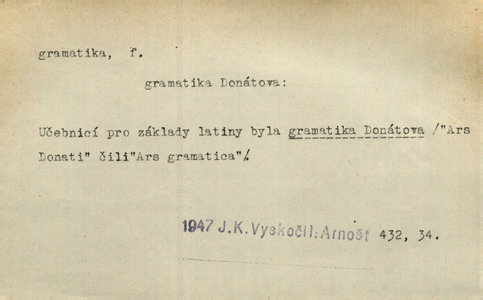 gramatika, f.
gramatika Donátova:
Učebnicí pro základy latiny byla gramatika Donátova /"Ars
Donati" čili"Ars gramatica"/.
1947 J.K.Vyskočil: Arnošt 432, 34.